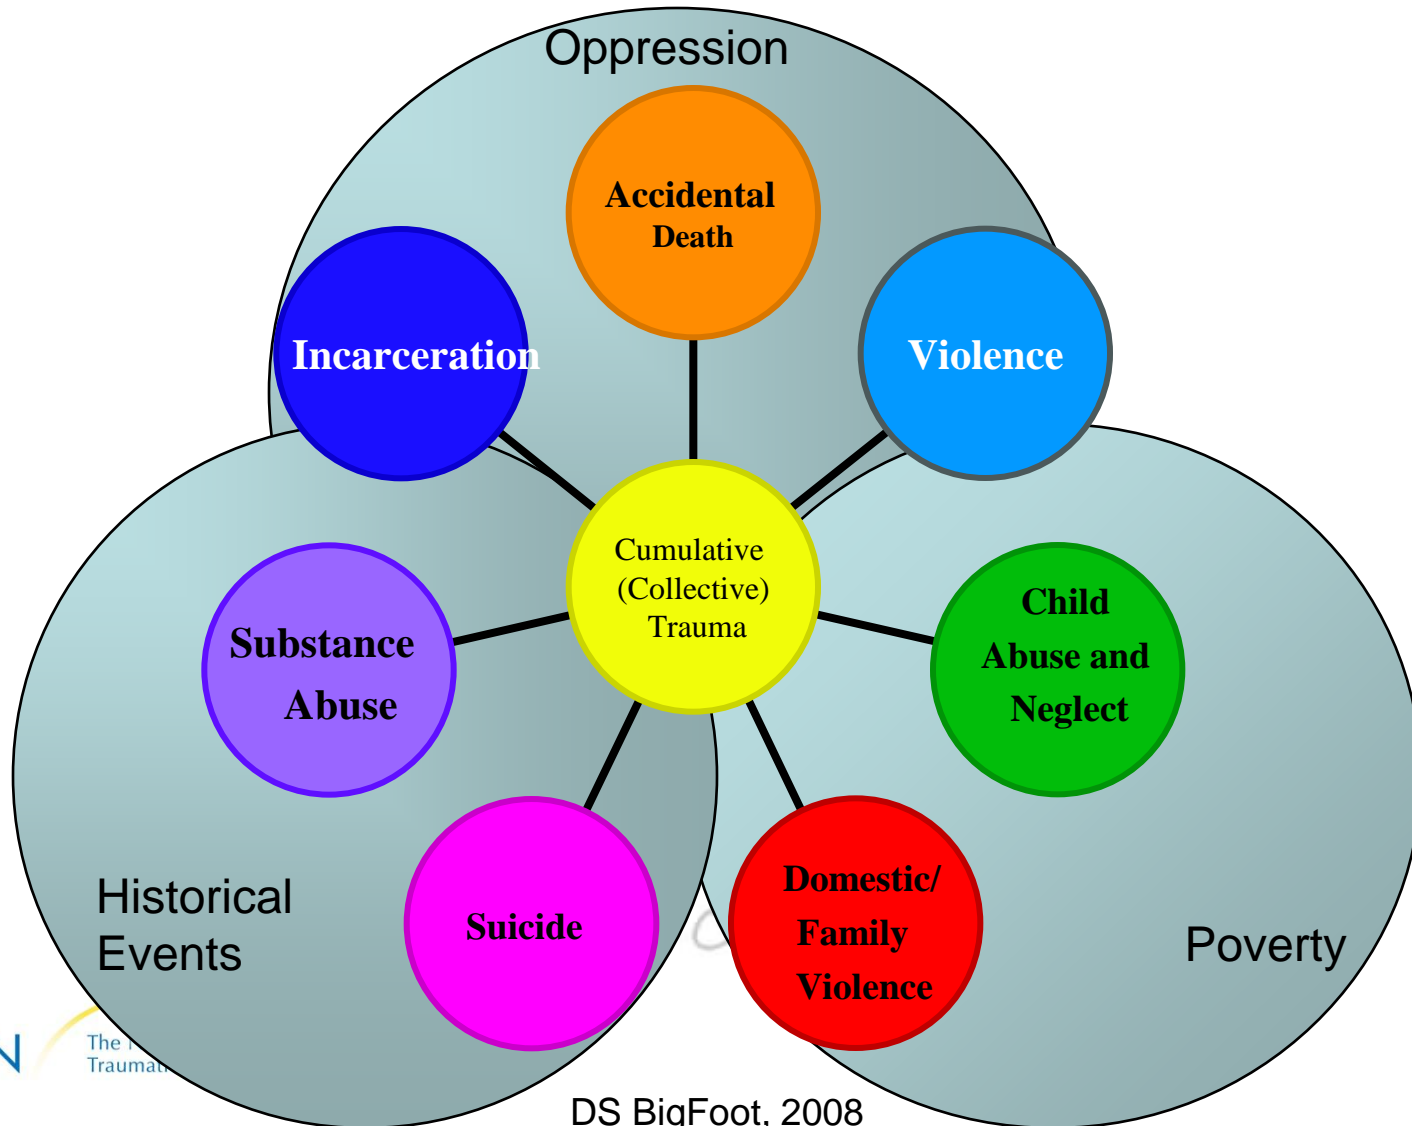 Oppression
Accidental
Death
Incarceration
Violence
Cumulative
(Collective)
Trauma
Substance
Abuse
Child
Abuse and
Neglect
Historical
Events
Suicide
Domestic/
Family
Violence
Poverty
N
The
DS BigFoot, 2008